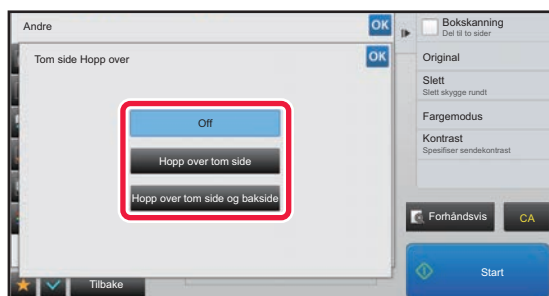 Andre
OK
Tom side Hopp over
OK
Off
Hopp over tom side
Hopp over tom side og bakside
Tilbake
Bokskanning
Del til to sider
Original
Slett
Slett skygge rundt
Fargemodus
Kontrast
Spesifiser sendekontrast
Forhåndsvis
CA
Start